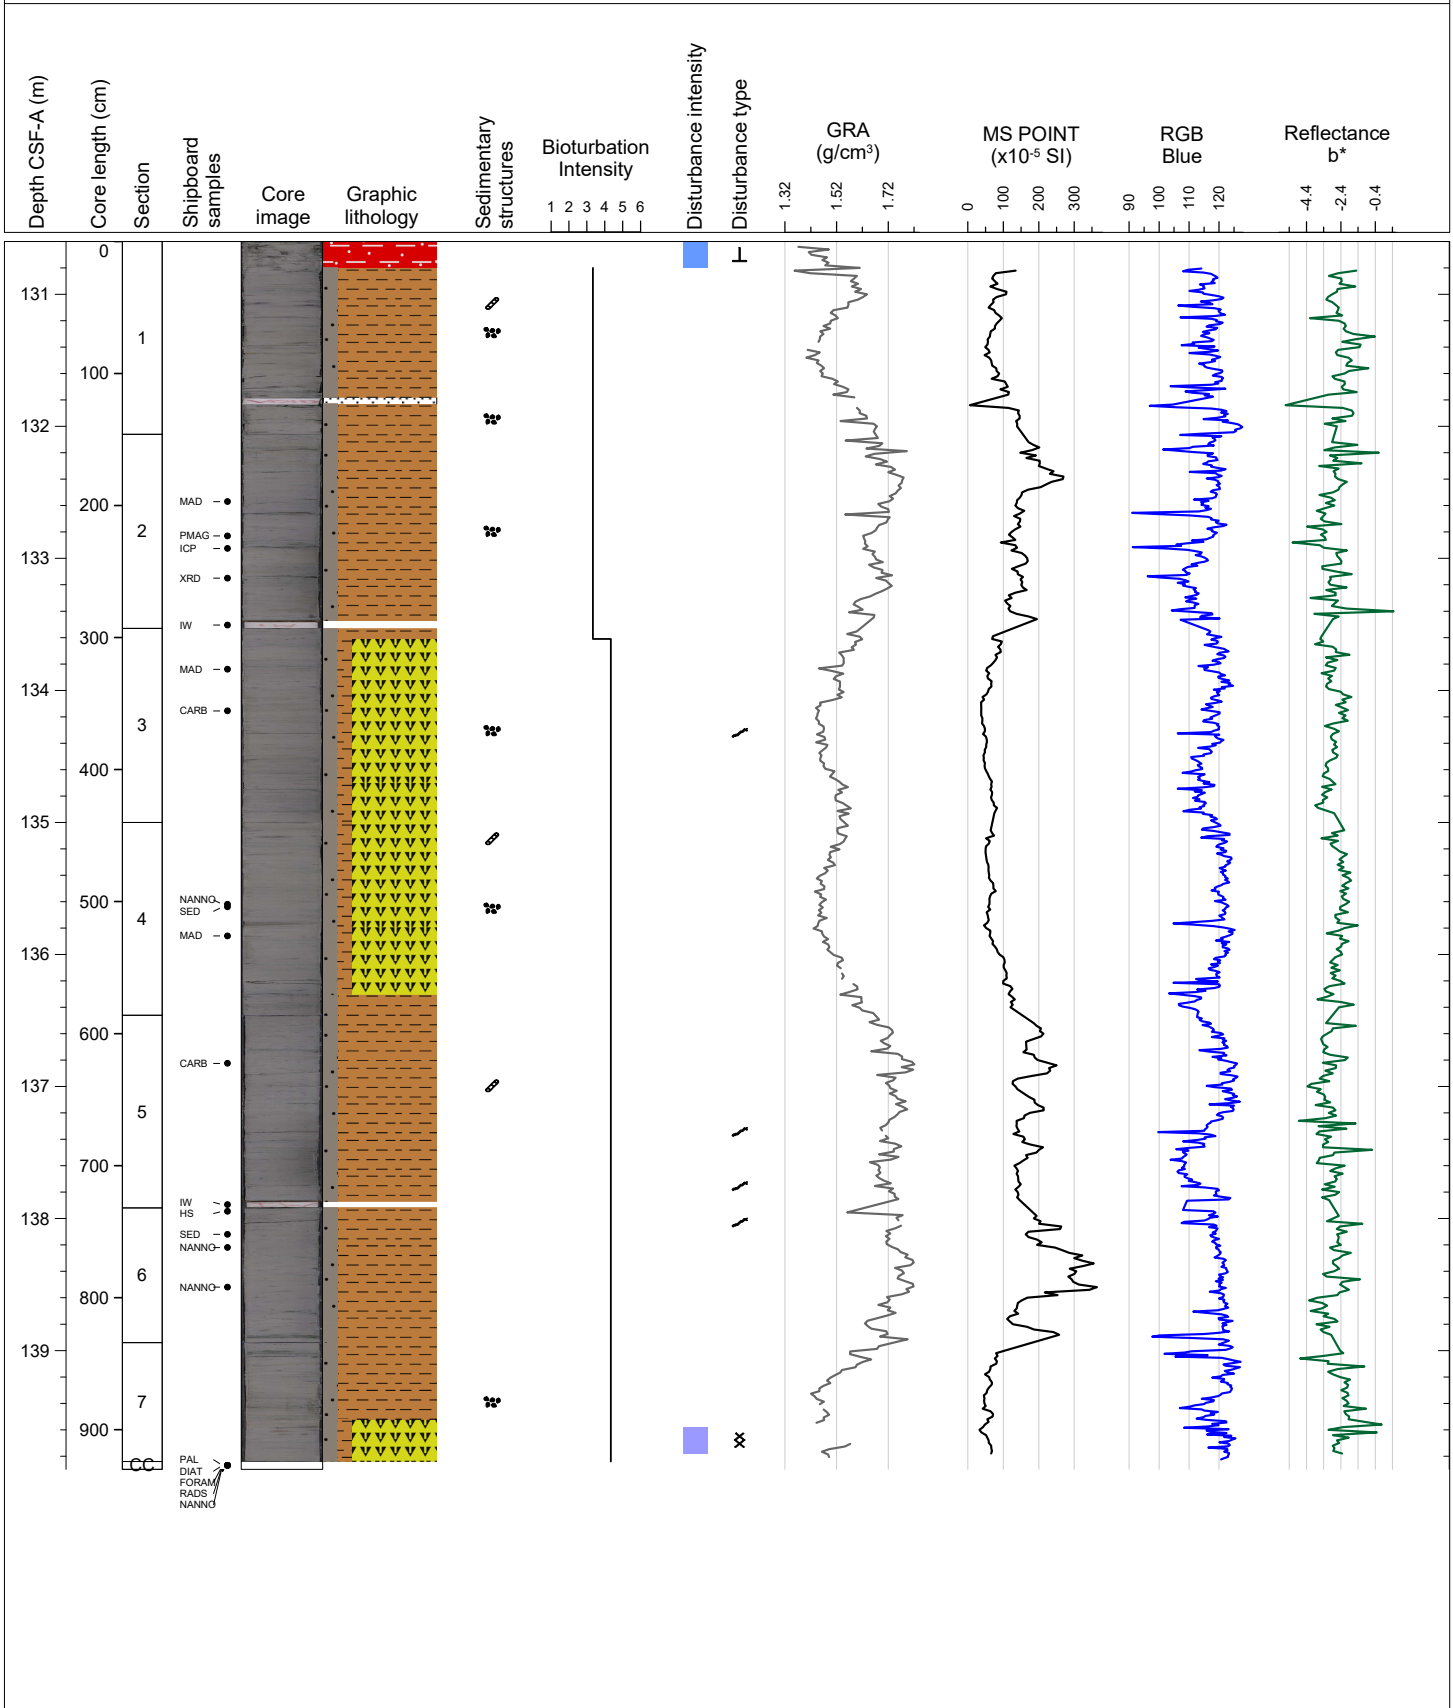 Depth CSF-A (m)
Core length (cm)
Section
Shipboard
samples
Core
image
Graphic
lithology
Sedimentary
structures
Bioturbation
Intensity
1 2 3 4 5 6
Disturbance intensity
Disturbance type
GRA
(g/cm³)
1.32 1.52 1.72
MS POINT
(x10⁻⁵ SI)
0 100 200 300
RGB
Blue
90 100 110 120
Reflectance
b*
-4.4 -2.4 -0.4
0
131
1
100
132
MAD
200
2
PMAG
ICP
133
XRD
IW
300
MAD
134
CARB
3
400
135
NANNO
500
SED
4
MAD
136
600
CARB
137
5
700
IW
HS
138
SED
NANNO
6
NANNO
800
139
7
900
PAL
CC
DIAT
FORAM
RADS
NANNO